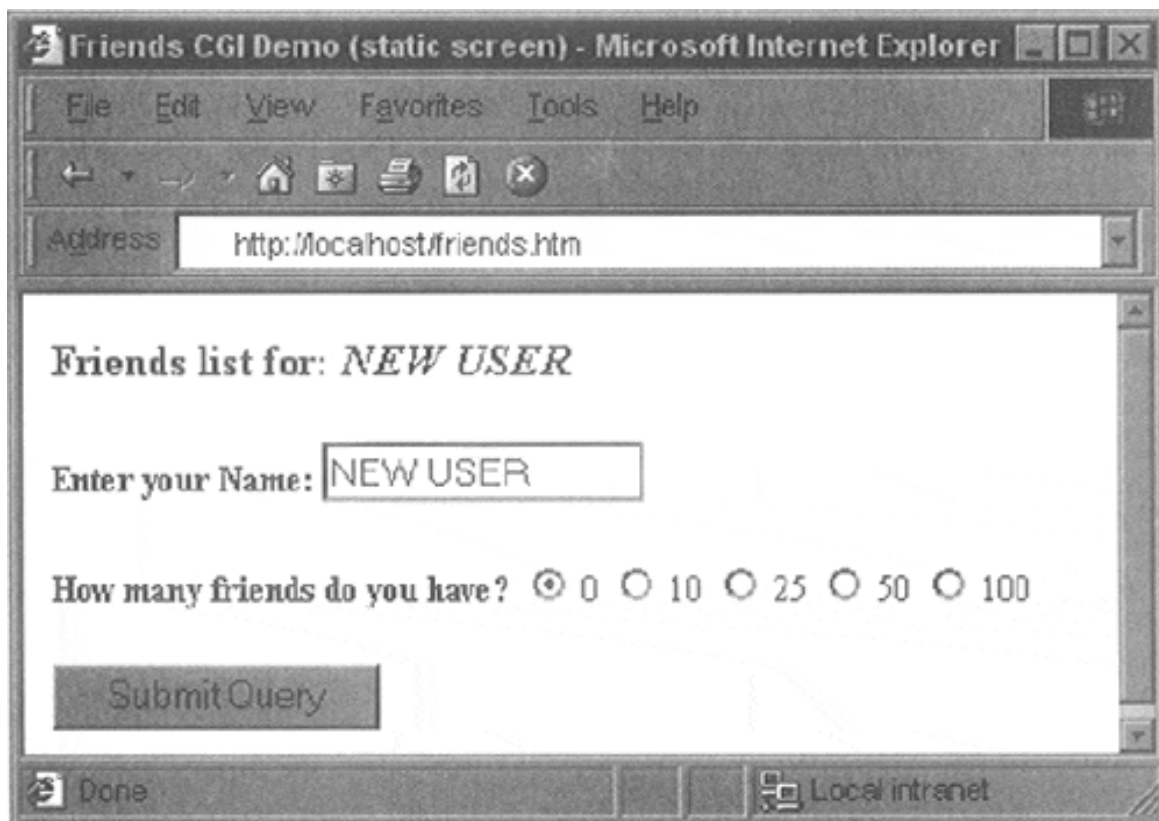 Friends CGI Demo (static screen) - Microsoft Internet Explorer
File Edit View Favorites Tools Help
Address http://localhost/friends.htm
Friends list for: NEW USER
Enter your Name: NEW USER
How many friends do you have? 0 10 25 50 100
Submit Query
Done Local intranet